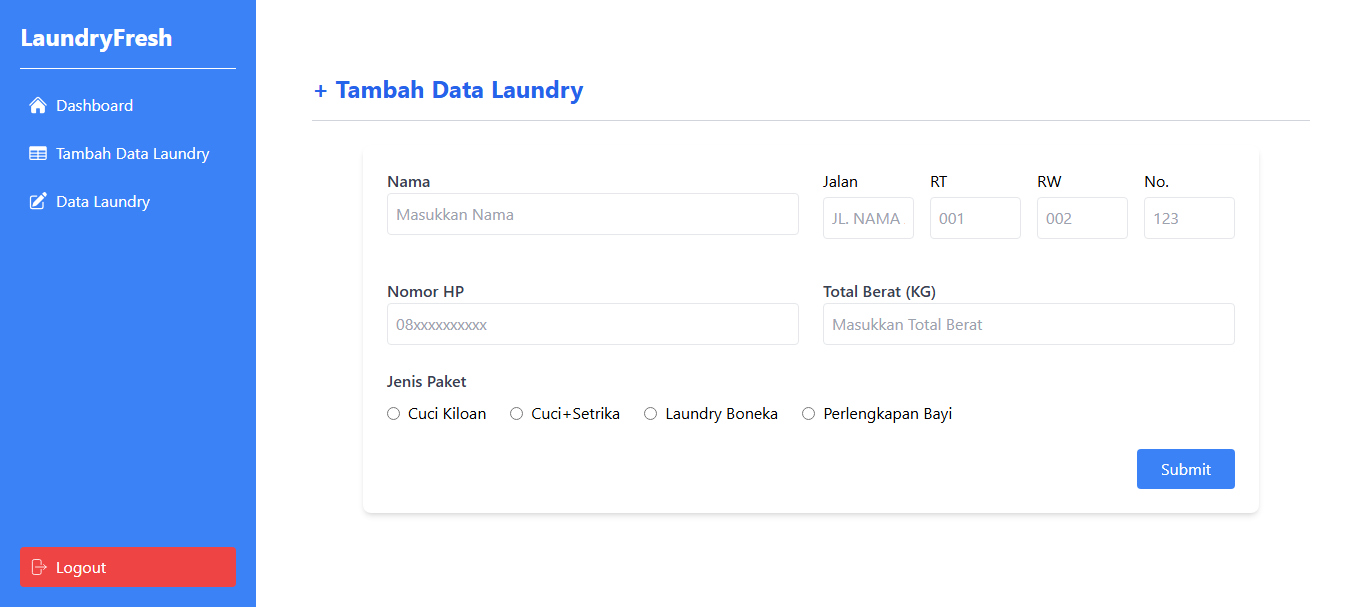 LaundryFresh
Dashboard
Tambah Data Laundry
Data Laundry
Logout
+ Tambah Data Laundry
Nama
Masukkan Nama
Jalan RT RW No.
JL. NAMA 001 002 123
Nomor HP
08xxxxxxxxxx
Total Berat (KG)
Masukkan Total Berat
Jenis Paket
Cuci Kiloan Cuci+Setrika Laundry Boneka Perlengkapan Bayi
Submit